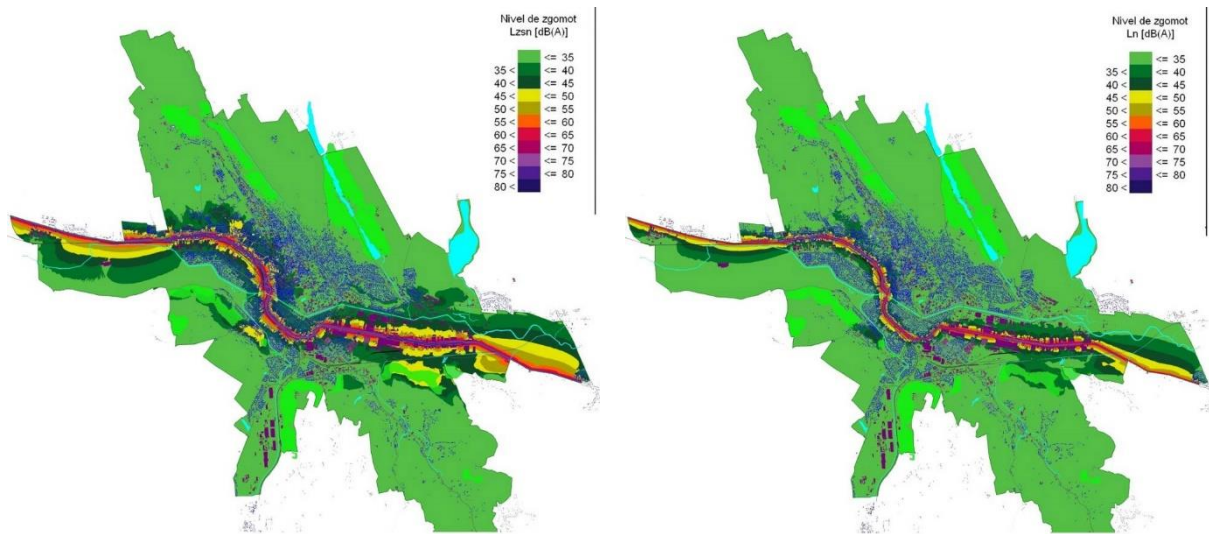 Nivel de zgomot
Lzsn [dB(A)]
<= 35
35 < <= 40
40 < <= 45
45 < <= 50
50 < <= 55
55 < <= 60
60 < <= 65
65 < <= 70
70 < <= 75
75 < <= 80
80 <
Nivel de zgomot
Ln [dB(A)]
<= 35
35 < <= 40
40 < <= 45
45 < <= 50
50 < <= 55
55 < <= 60
60 < <= 65
65 < <= 70
70 < <= 75
75 < <= 80
80 <